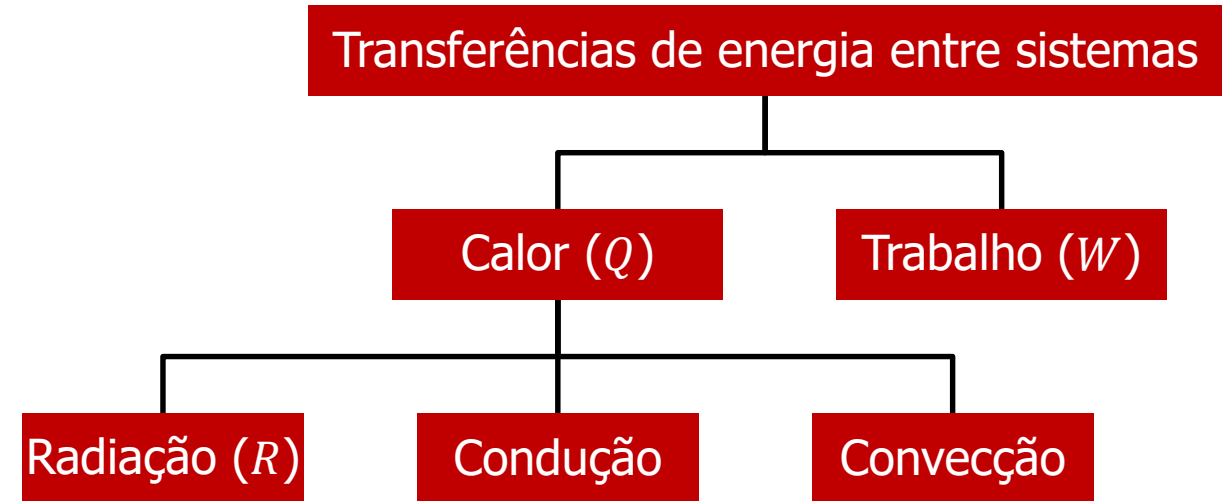 Transferências de energia entre sistemas
Calor (Q)
Trabalho (W)
Radiação (R)
Condução
Convecção